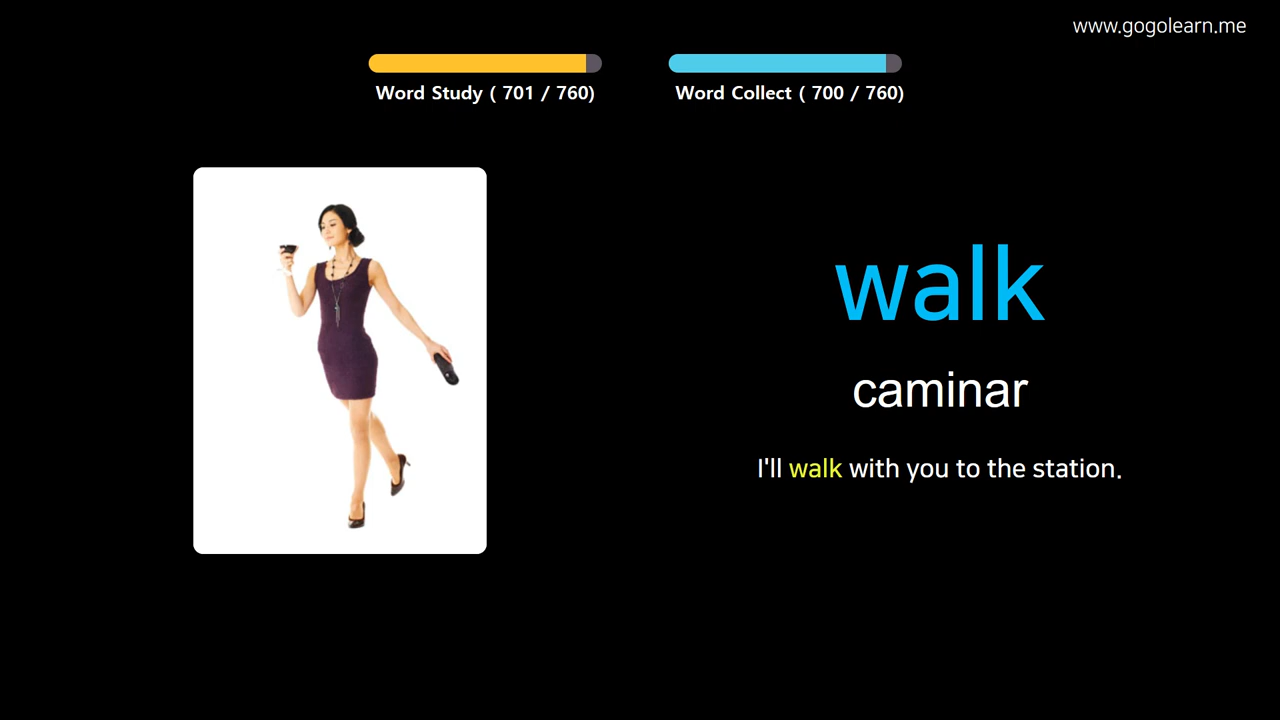 www.gogolearn.me
Word Study ( 701 / 760)
Word Collect ( 700 / 760)
walk
caminar
I'll walk with you to the station.